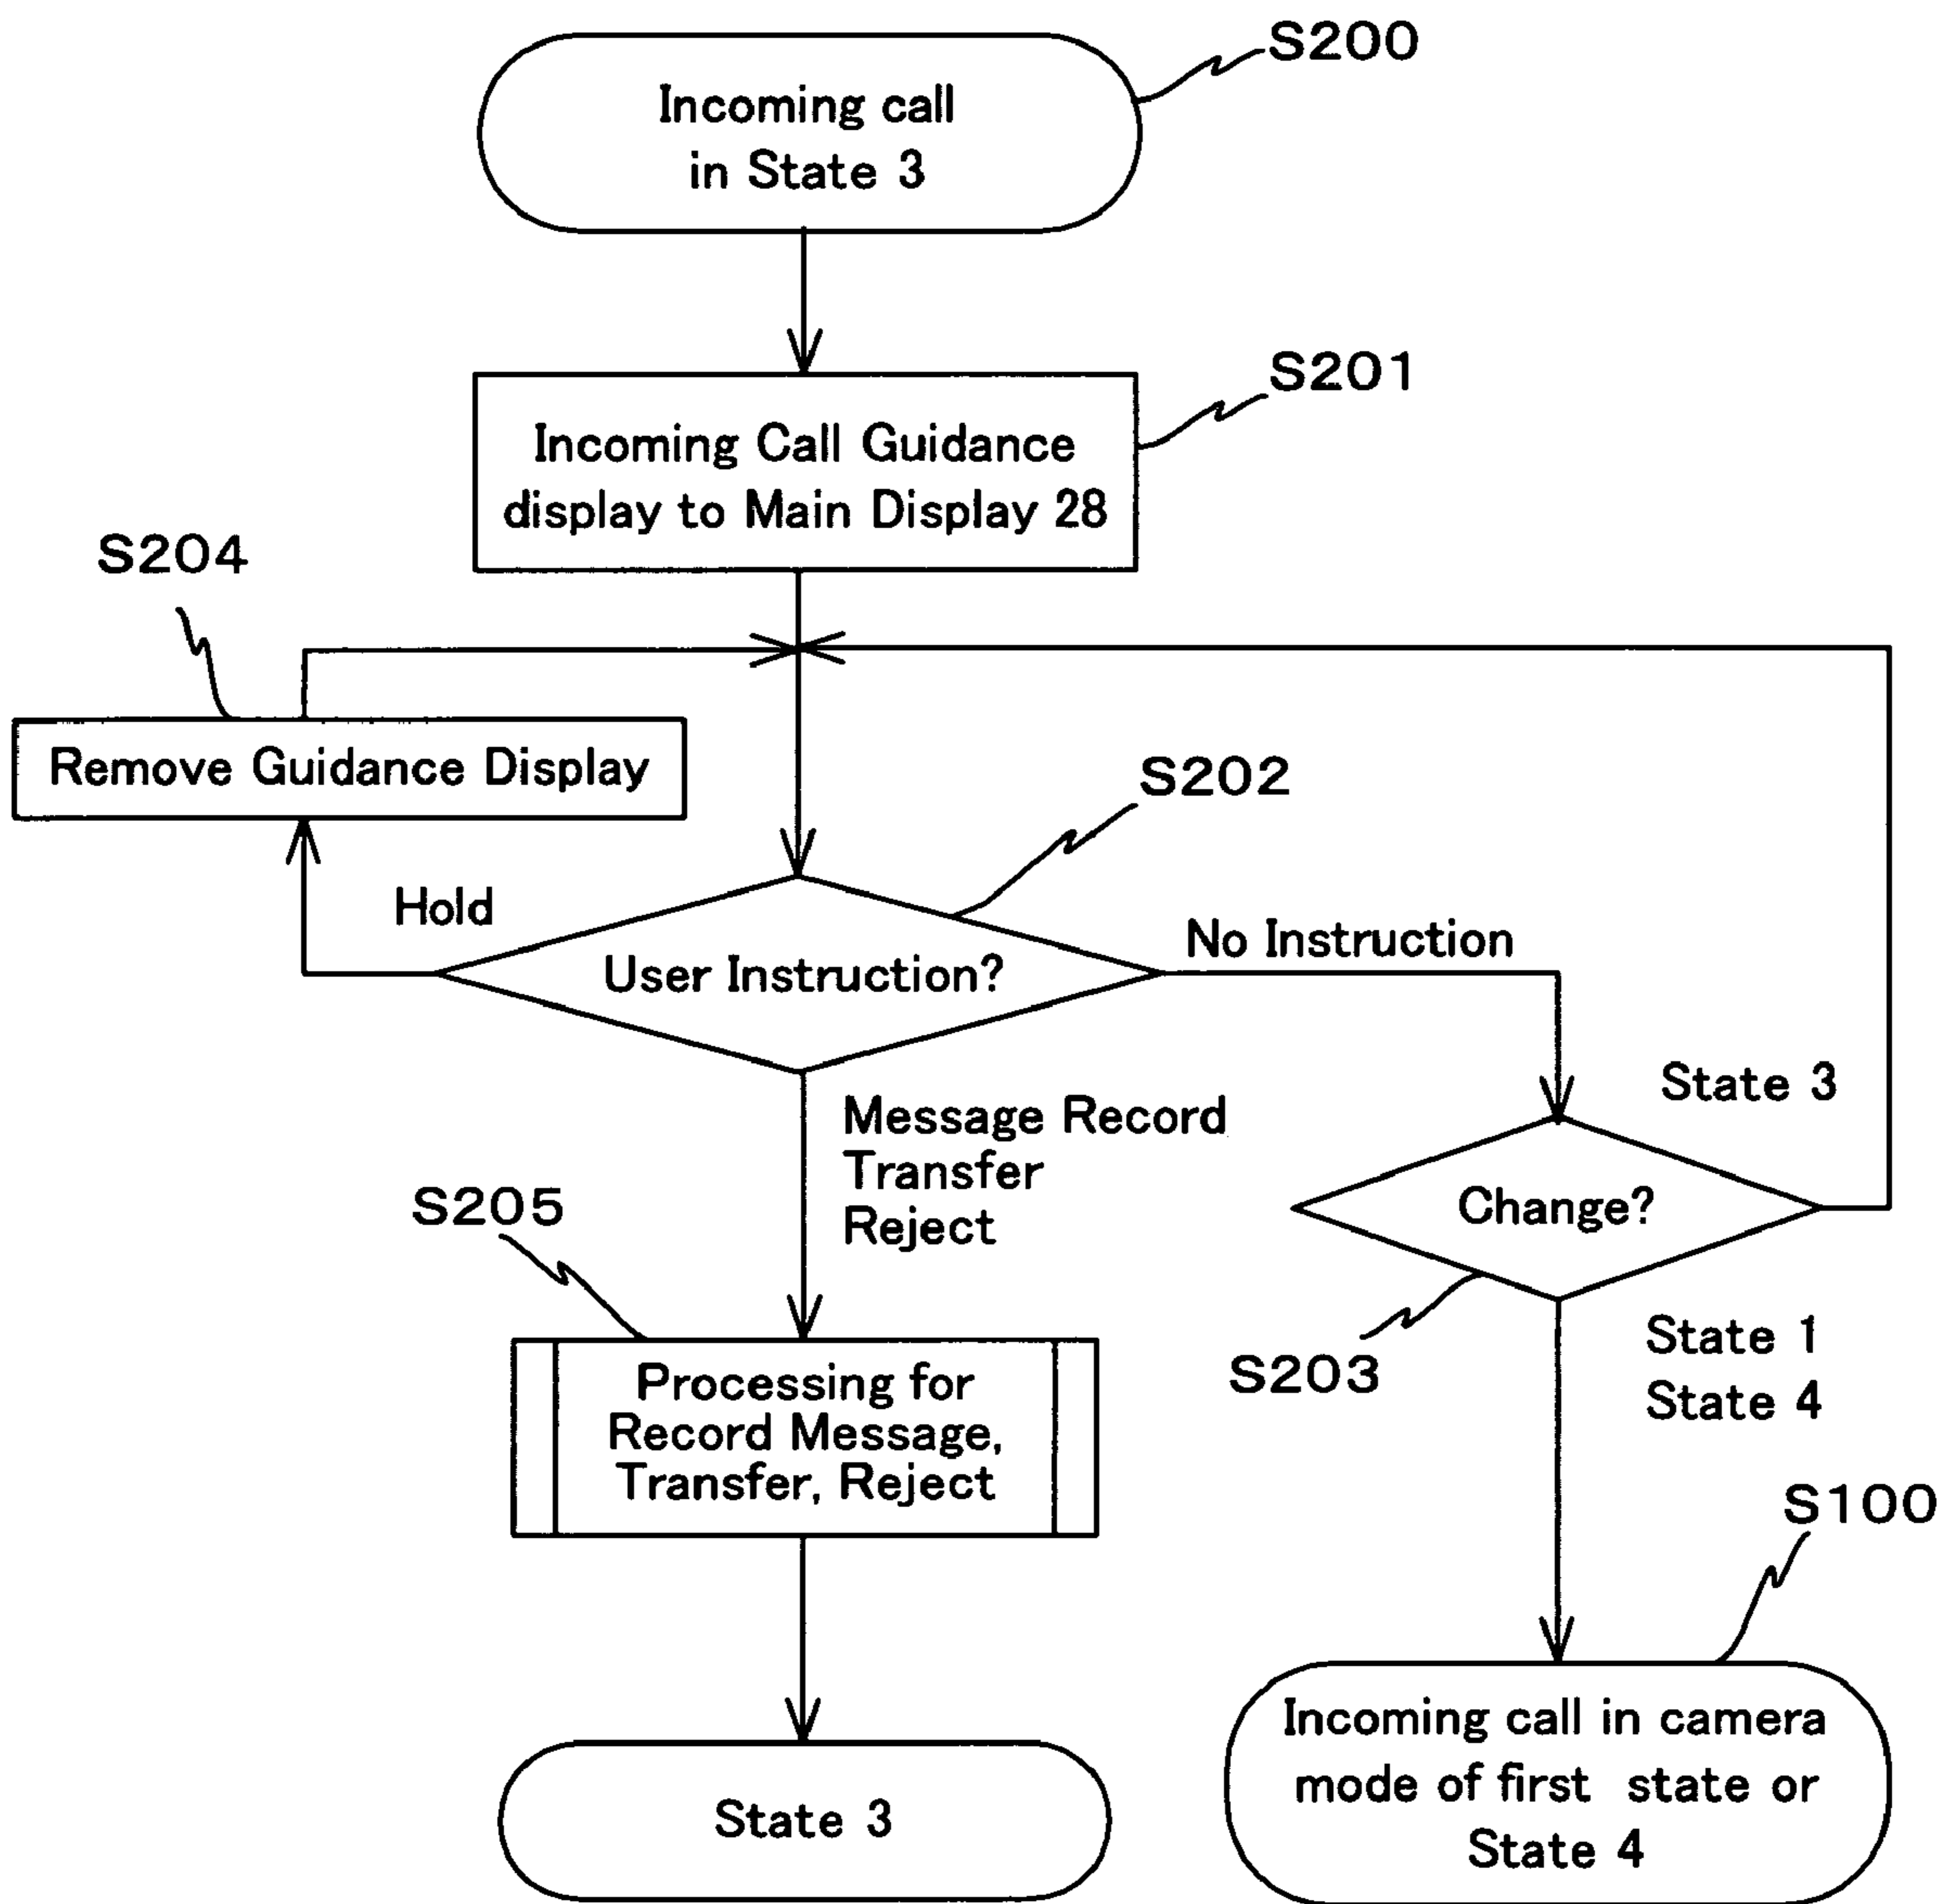 S200
Incoming call
in State 3
S201
Incoming Call Guidance
display to Main Display 28
S204
Remove Guidance Display
S202
Hold
User Instruction?
No Instruction
State 3
Message Record
Transfer
Reject
Change?
S205
S203
State 1
State 4
Processing for
Record Message,
Transfer, Reject
S100
State 3
Incoming call in camera
mode of first state or
State 4